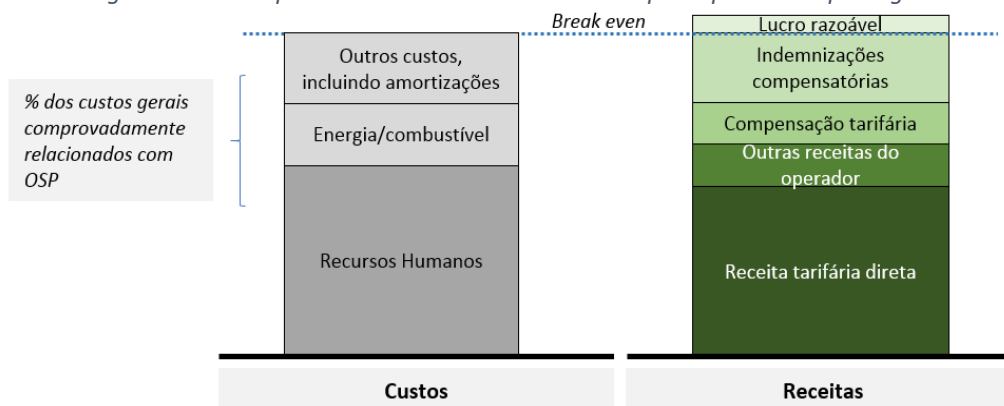 Break even
Lucro razoável
Outros custos,
incluindo amortizações
Indemnizações
compensatórias
% dos custos gerais
comprovadamente
relacionados com
OSP
Energia/combustível
Compensação tarifária
Outras receitas do
operador
Recursos Humanos
Receita tarifária direta
Custos
Receitas